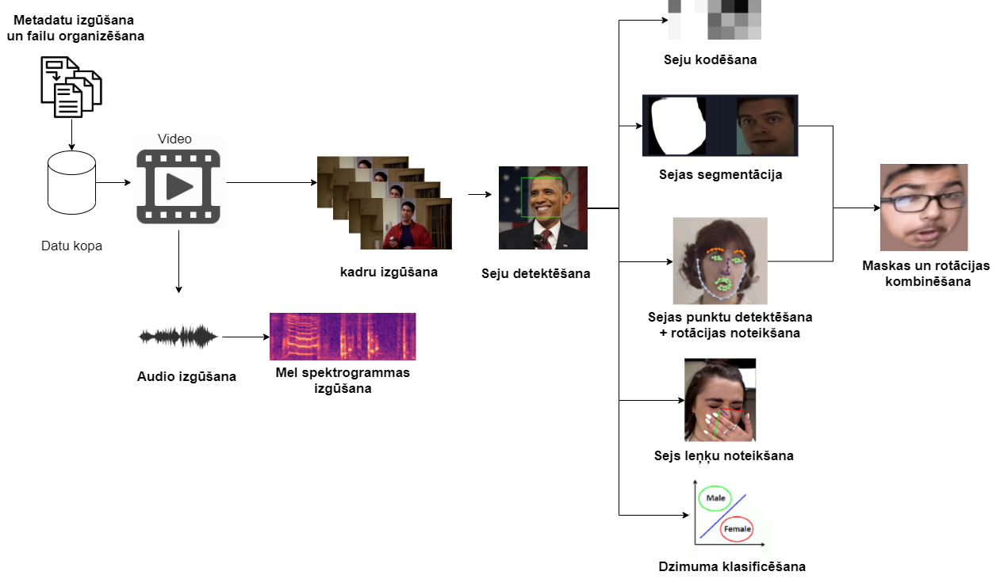 Metadatu izgūšana
un failu organizēšana
Video
Datu kopa
Audio izgūšana
Mel spektrogrammas
izgūšana
kadru izgūšana
Seju detektēšana
Seju kodēšana
Sejas segmentācija
Sejas punktu detektēšana
+ rotācijas noteikšana
Maskas un rotācijas
kombinēšana
Sejs leņķu noteikšana
Male
Female
Dzimuma klasificēšana